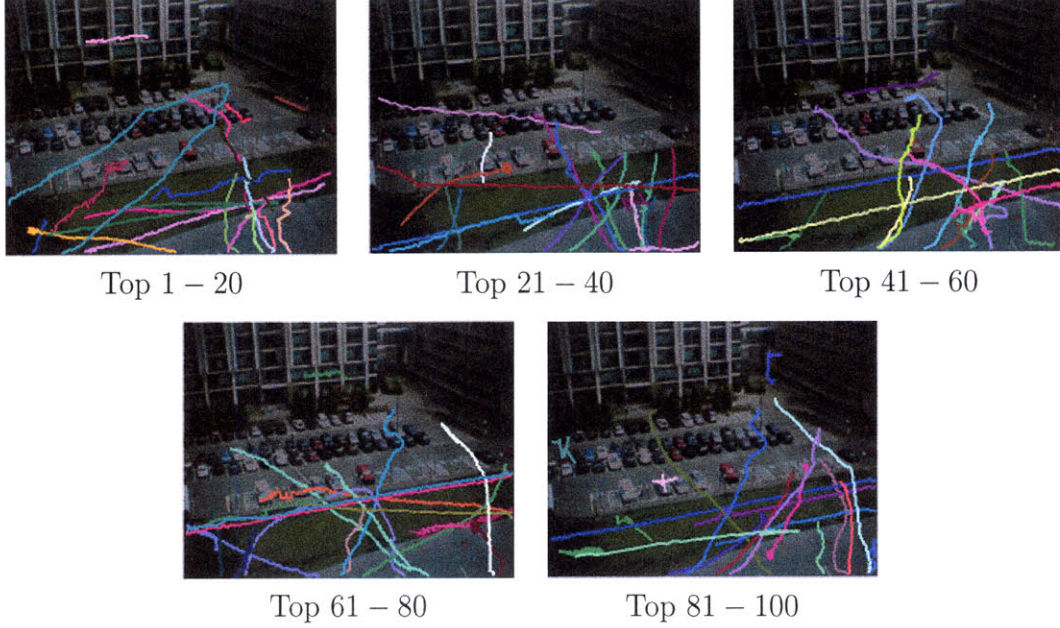 Top 1 – 20
Top 21 – 40
Top 41 – 60
Top 61 – 80
Top 81 – 100